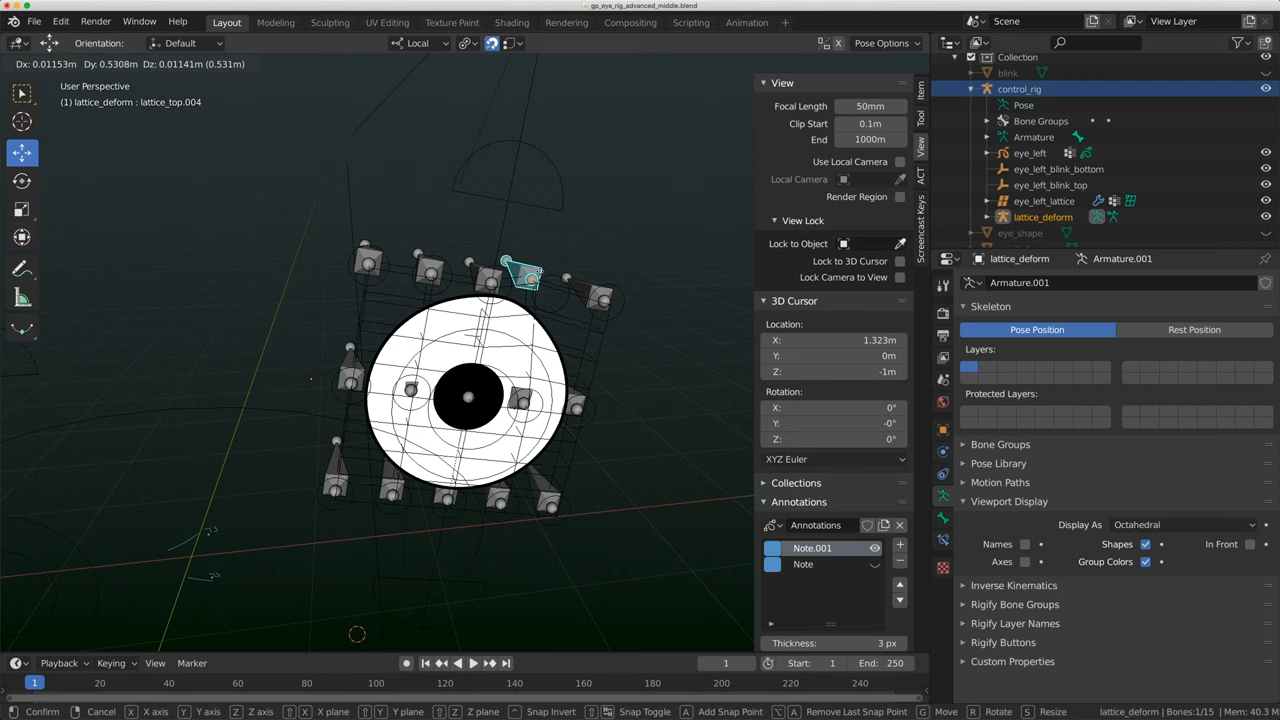 gp_eye_rig_advanced_middle.blend
File Edit Render Window Help Layout Modeling Sculpting UV Editing Texture Paint Shading Rendering Compositing Scripting Animation + Scene View Layer
Orientation: Default Local X Pose Options
Dx: 0.01153m Dy: 0.5308m Dz: 0.01141m (0.531m)
User Perspective
(1) lattice_deform : lattice_top.004
View
Focal Length 50mm
Clip Start 0.1m
End 1000m
Use Local Camera
Local Camera
Render Region
View Lock
Lock to Object
Lock to 3D Cursor
Lock Camera to View
3D Cursor
Location:
X: 1.323m
Y: 0m
Z: -1m
Rotation:
X: 0°
Y: -0°
Z: 0°
XYZ Euler
Collections
Annotations
Annotations
Note.001
Note
Thickness: 3 px
Item
Tool
View
ACT
Screencast Keys
Collection
blink
control_rig
Pose
Bone Groups
Armature
eye_left
eye_left_blink_bottom
eye_left_blink_top
eye_left_lattice
lattice_deform
eye_shape
lattice_deform Armature.001
Armature.001
Skeleton
Pose Position Rest Position
Layers:
Protected Layers:
Bone Groups
Pose Library
Motion Paths
Viewport Display
Display As Octahedral
Names Shapes In Front
Axes Group Colors
Inverse Kinematics
Rigify Bone Groups
Rigify Layer Names
Rigify Buttons
Custom Properties
Playback Keying View Marker 1 Start: 1 End: 250
1 20 40 60 80 100 120 140 160 180 200 220 240
Confirm Cancel X X axis Y Y axis Z Z axis X X plane Y Y plane Z Z plane Snap Invert Snap Toggle A Add Snap Point A Remove Last Snap Point G Move R Rotate S Resize lattice_deform | Bones:1/15 | Mem: 40.3 M